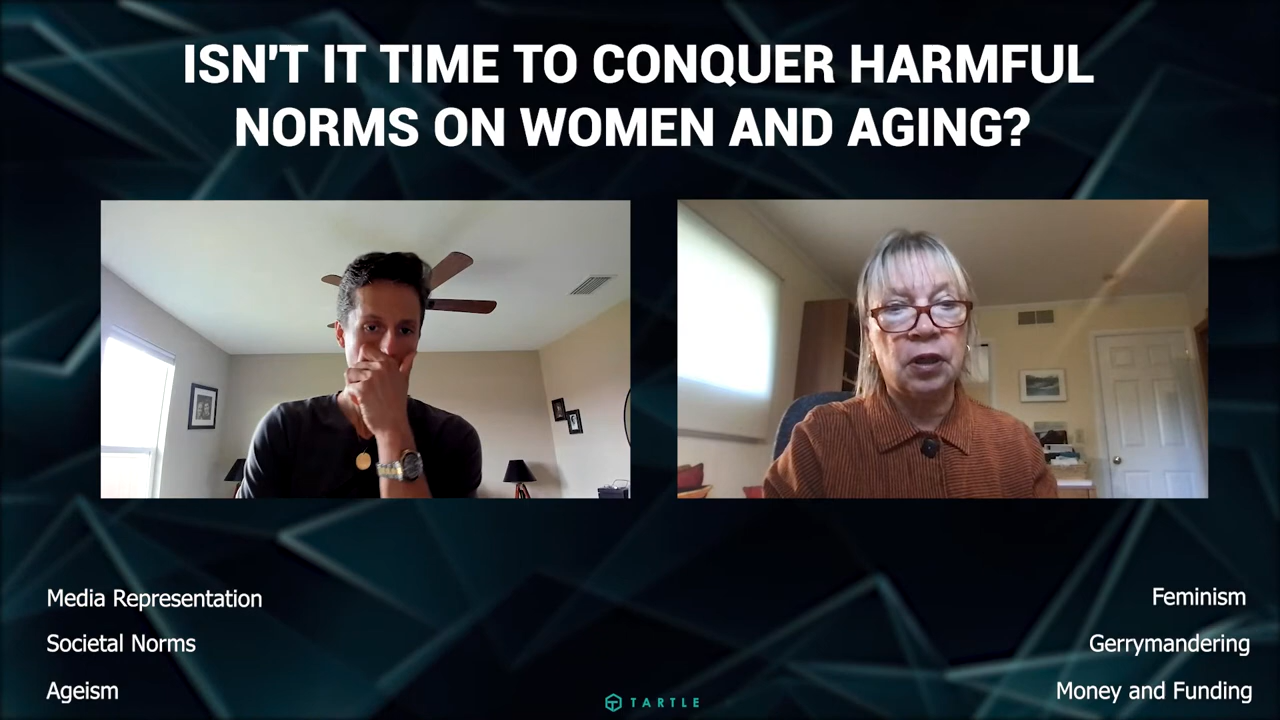 ISN'T IT TIME TO CONQUER HARMFUL
NORMS ON WOMEN AND AGING?
Media Representation
Societal Norms
Ageism
Feminism
Gerrymandering
Money and Funding
TARTLE